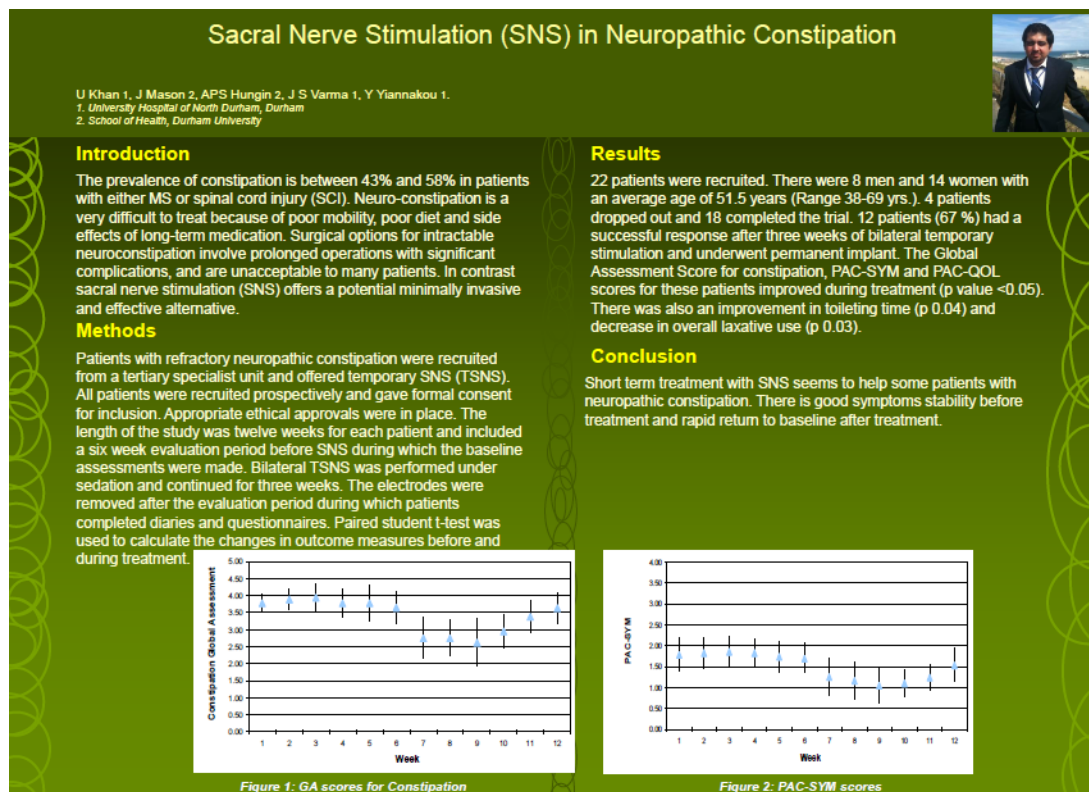 Sacral Nerve Stimulation (SNS) in Neuropathic Constipation
U Khan 1, J Mason 2, APS Hungin 2, J S Varma 1, Y Yiannakou 1.
1. University Hospital of North Durham, Durham
2. School of Health, Durham University
Introduction
The prevalence of constipation is between 43% and 58% in patients
with either MS or spinal cord injury (SCI). Neuro-constipation is a
very difficult to treat because of poor mobility, poor diet and side
effects of long-term medication. Surgical options for intractable
neuroconstipation involve prolonged operations with significant
complications, and are unacceptable to many patients. In contrast
sacral nerve stimulation (SNS) offers a potential minimally invasive
and effective alternative.
Methods
Patients with refractory neuropathic constipation were recruited
from a tertiary specialist unit and offered temporary SNS (TSNS).
All patients were recruited prospectively and gave formal consent
for inclusion. Appropriate ethical approvals were in place. The
length of the study was twelve weeks for each patient and included
a six week evaluation period before SNS during which the baseline
assessments were made. Bilateral TSNS was performed under
sedation and continued for three weeks. The electrodes were
removed after the evaluation period during which patients
completed diaries and questionnaires. Paired student t-test was
used to calculate the changes in outcome measures before and
during treatment.
Results
22 patients were recruited. There were 8 men and 14 women with
an average age of 51.5 years (Range 38-69 yrs.). 4 patients
dropped out and 18 completed the trial. 12 patients (67 %) had a
successful response after three weeks of bilateral temporary
stimulation and underwent permanent implant. The Global
Assessment Score for constipation, PAC-SYM and PAC-QOL
scores for these patients improved during treatment (p value <0.05).
There was also an improvement in toileting time (p 0.04) and
decrease in overall laxative use (p 0.03).
Conclusion
Short term treatment with SNS seems to help some patients with
neuropathic constipation. There is good symptoms stability before
treatment and rapid return to baseline after treatment.
Constipation Global Assessment
5.00
4.50
4.00
3.50
3.00
2.50
2.00
1.50
1.00
0.50
0.00
1 2 3 4 5 6 7 8 9 10 11 12
Week
Figure 1: GA scores for Constipation
PAC-SYM
4.00
3.50
3.00
2.50
2.00
1.50
1.00
0.50
0.00
1 2 3 4 5 6 7 8 9 10 11 12
Week
Figure 2: PAC-SYM scores